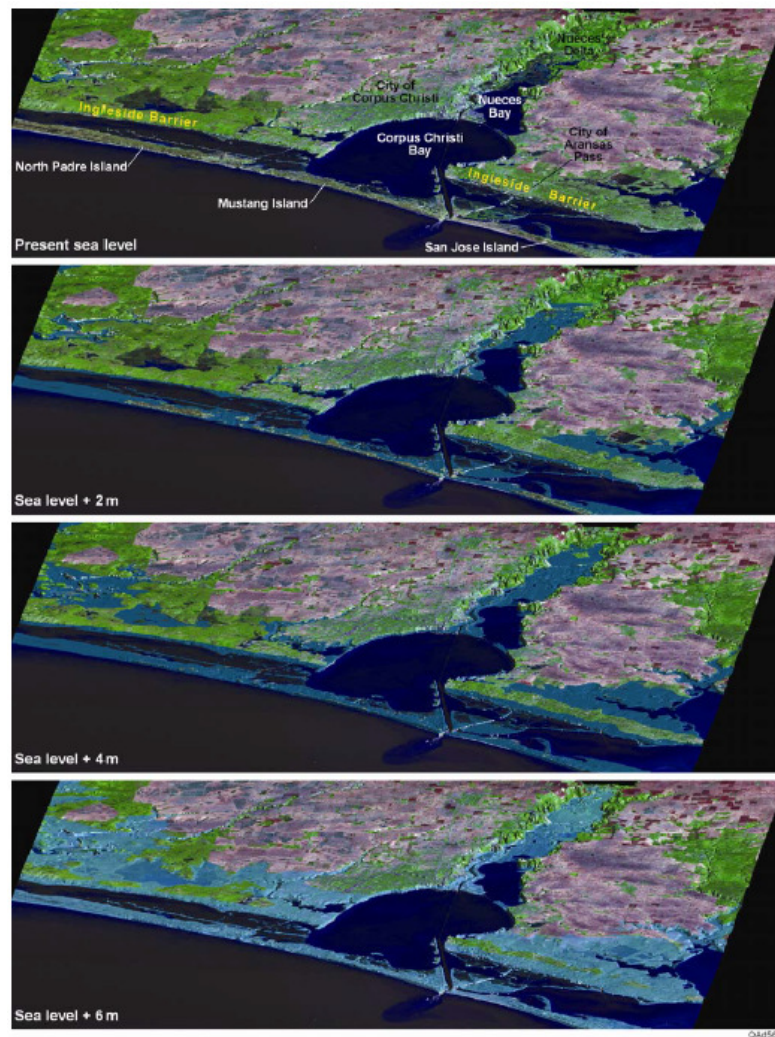 Nueces
Delta
City of
Corpus Christi
Nueces
Bay
Ingleside Barrier
Corpus Christi
Bay
City of
Aransas
Pass
North Padre Island
Ingleside Barrier
Mustang Island
San Jose Island
Present sea level
Sea level + 2 m
Sea level + 4 m
Sea level + 6 m